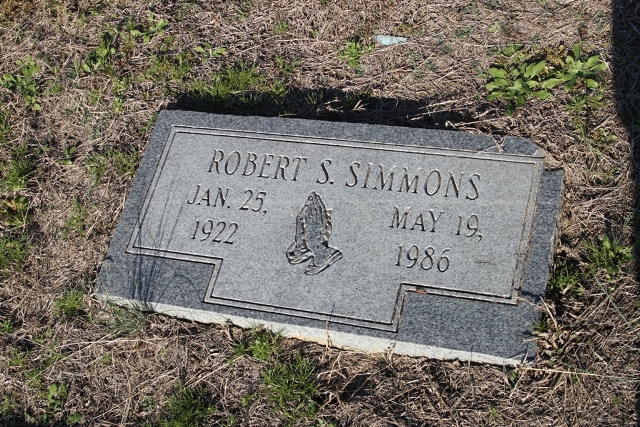 ROBERT S. SIMMONS
JAN. 25,
1922
MAY 19,
1986